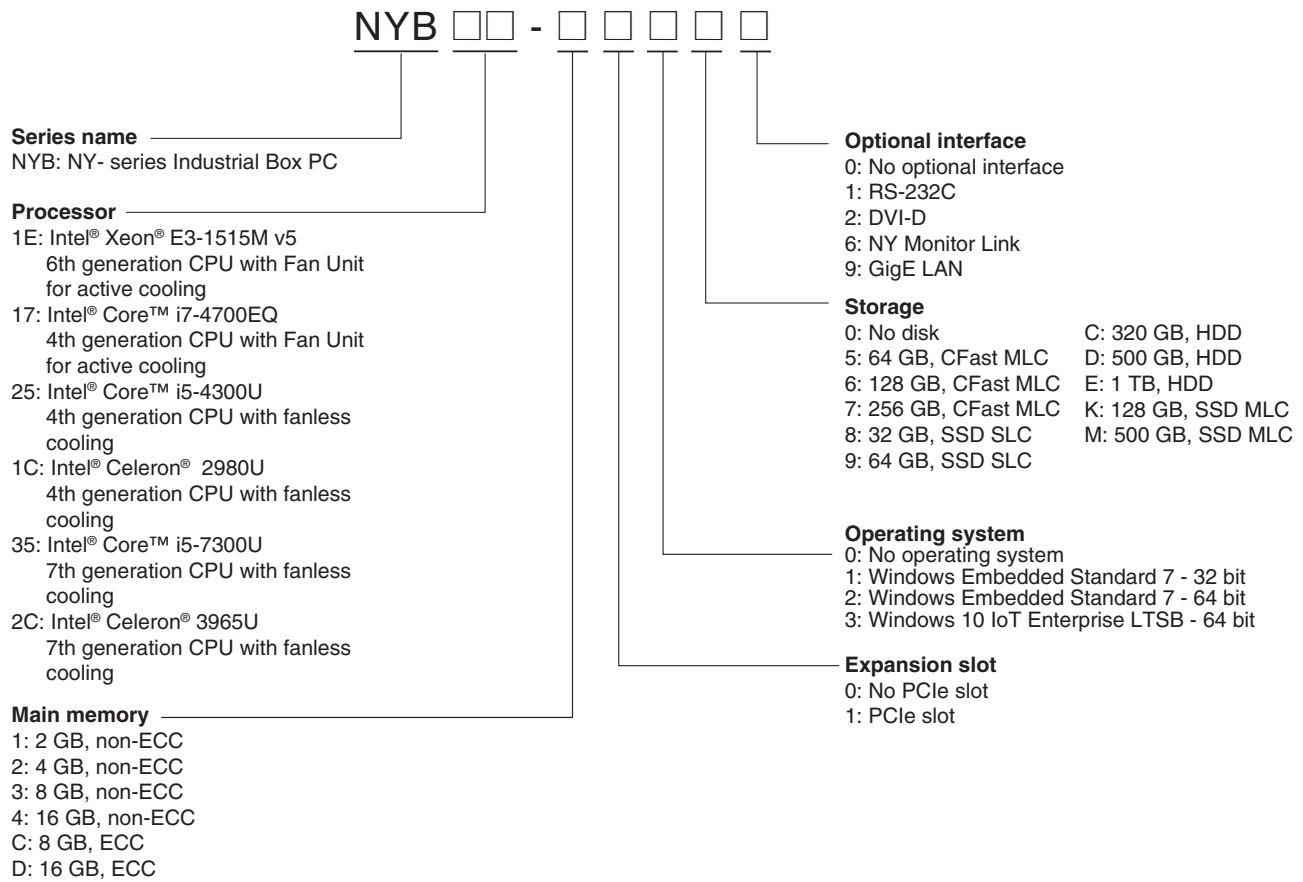 NYB □□ - □ □ □ □ □
Series name
NYB: NY- series Industrial Box PC
Processor
1E: Intel® Xeon® E3-1515M v5
6th generation CPU with Fan Unit
for active cooling
17: Intel® Core™ i7-4700EQ
4th generation CPU with Fan Unit
for active cooling
25: Intel® Core™ i5-4300U
4th generation CPU with fanless
cooling
1C: Intel® Celeron® 2980U
4th generation CPU with fanless
cooling
35: Intel® Core™ i5-7300U
7th generation CPU with fanless
cooling
2C: Intel® Celeron® 3965U
7th generation CPU with fanless
cooling
Main memory
1: 2 GB, non-ECC
2: 4 GB, non-ECC
3: 8 GB, non-ECC
4: 16 GB, non-ECC
C: 8 GB, ECC
D: 16 GB, ECC
Optional interface
0: No optional interface
1: RS-232C
2: DVI-D
6: NY Monitor Link
9: GigE LAN
Storage
0: No disk
5: 64 GB, CFast MLC
6: 128 GB, CFast MLC
7: 256 GB, CFast MLC
8: 32 GB, SSD SLC
9: 64 GB, SSD SLC
C: 320 GB, HDD
D: 500 GB, HDD
E: 1 TB, HDD
K: 128 GB, SSD MLC
M: 500 GB, SSD MLC
Operating system
0: No operating system
1: Windows Embedded Standard 7 - 32 bit
2: Windows Embedded Standard 7 - 64 bit
3: Windows 10 IoT Enterprise LTSB - 64 bit
Expansion slot
0: No PCIe slot
1: PCIe slot